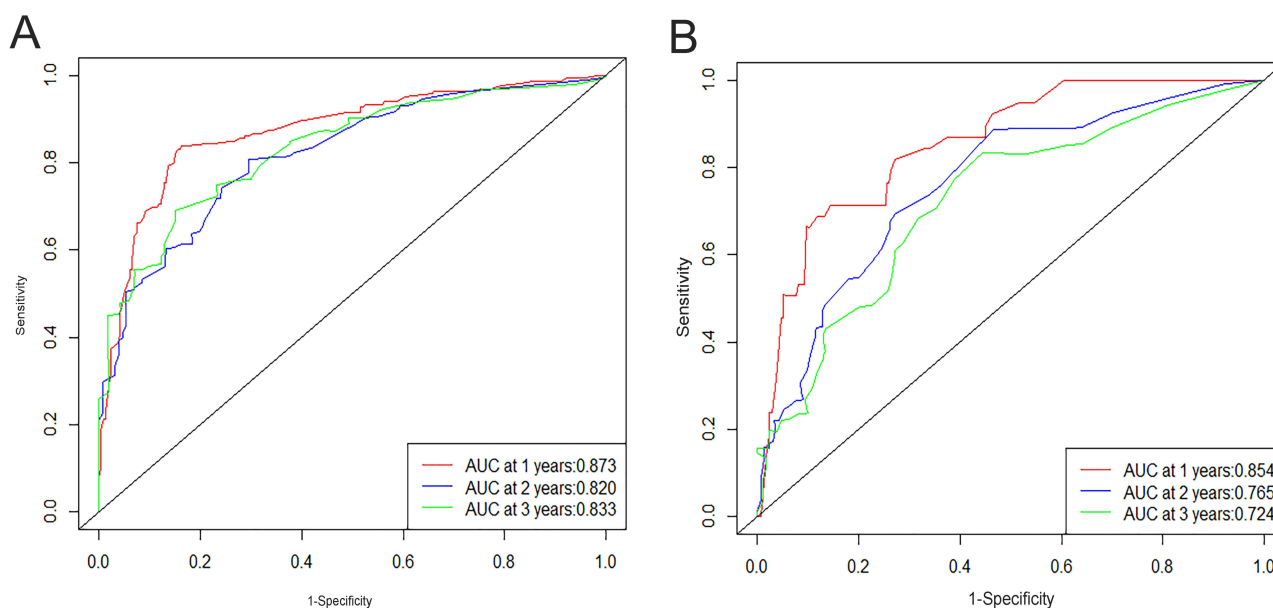 A
Sensitivity
0.0 0.2 0.4 0.6 0.8 1.0
AUC at 1 years:0.873
AUC at 2 years:0.820
AUC at 3 years:0.833
0.0 0.2 0.4 0.6 0.8 1.0
1-Specificity
B
Sensitivity
0.0 0.2 0.4 0.6 0.8 1.0
AUC at 1 years:0.854
AUC at 2 years:0.765
AUC at 3 years:0.724
0.0 0.2 0.4 0.6 0.8 1.0
1-Specificity